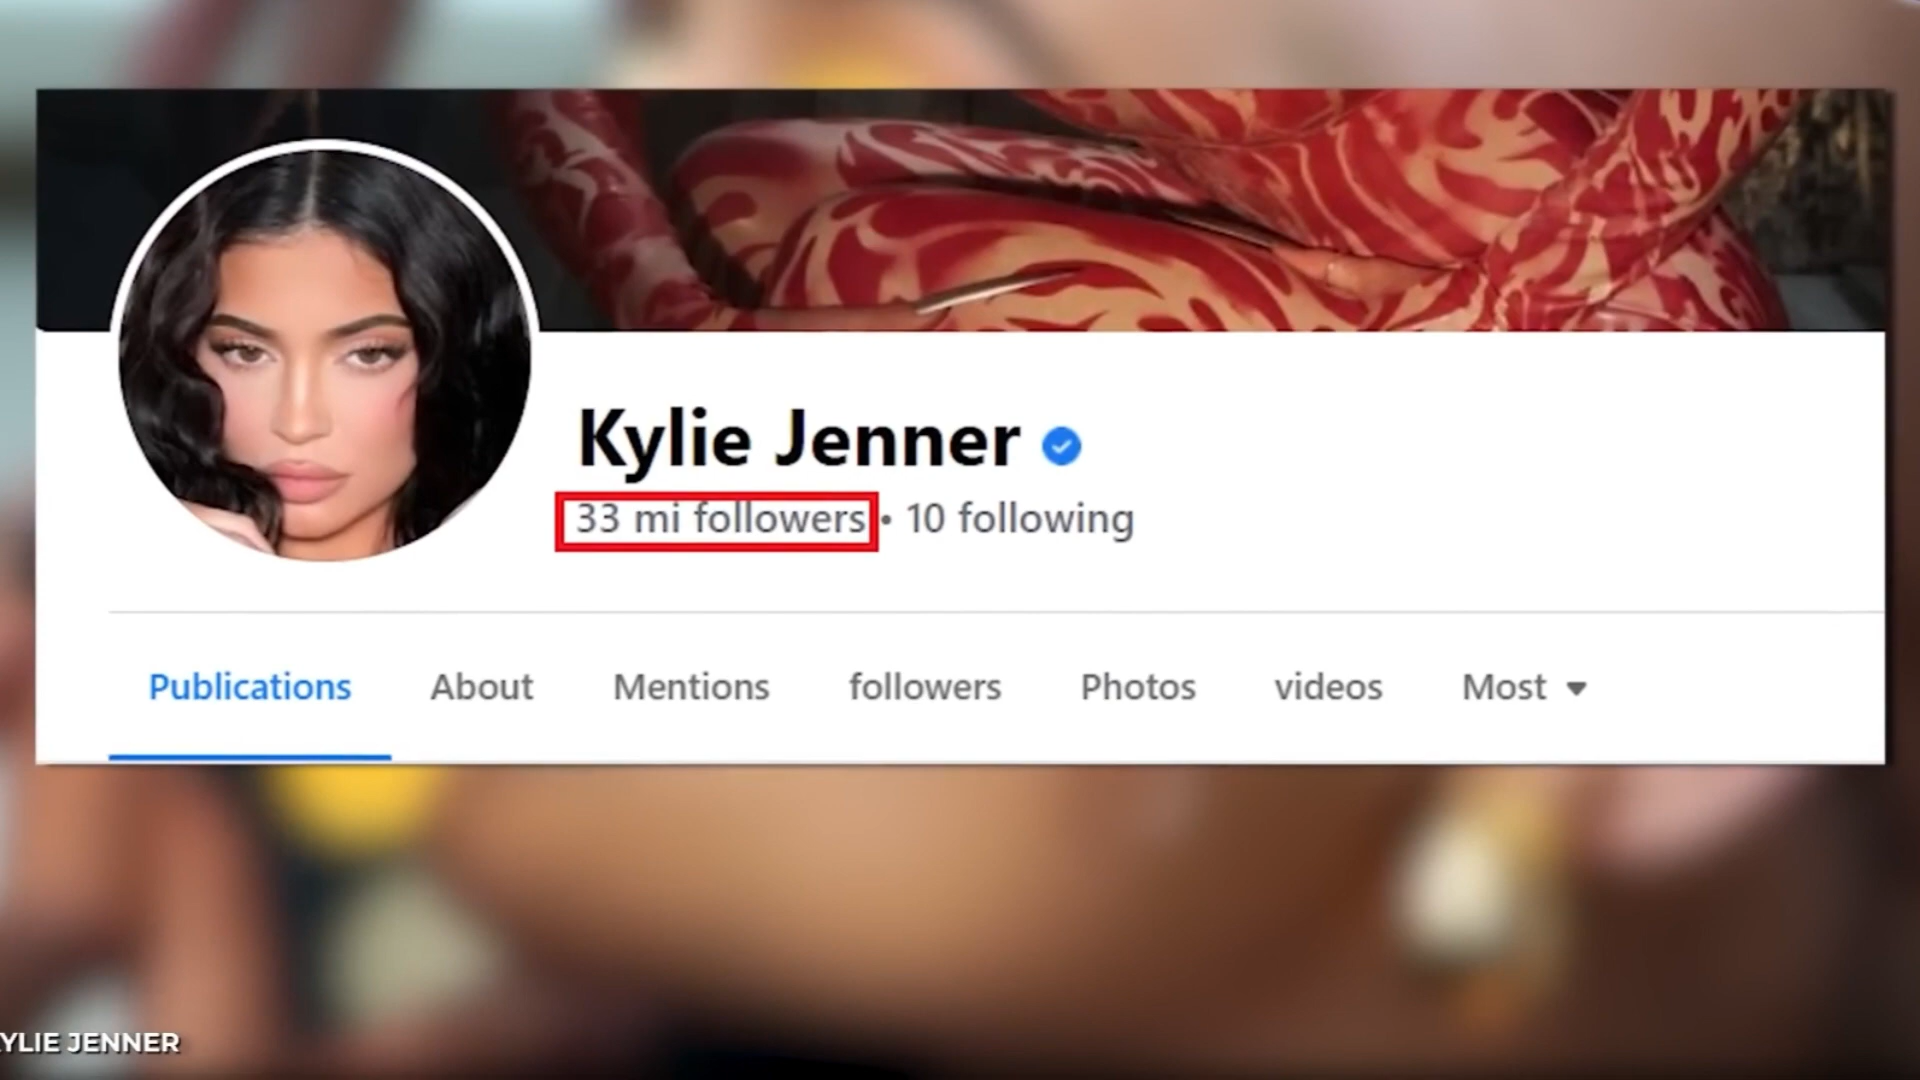 Kylie Jenner
33 mi followers • 10 following
Publications About Mentions followers Photos videos Most
YLIE JENNER